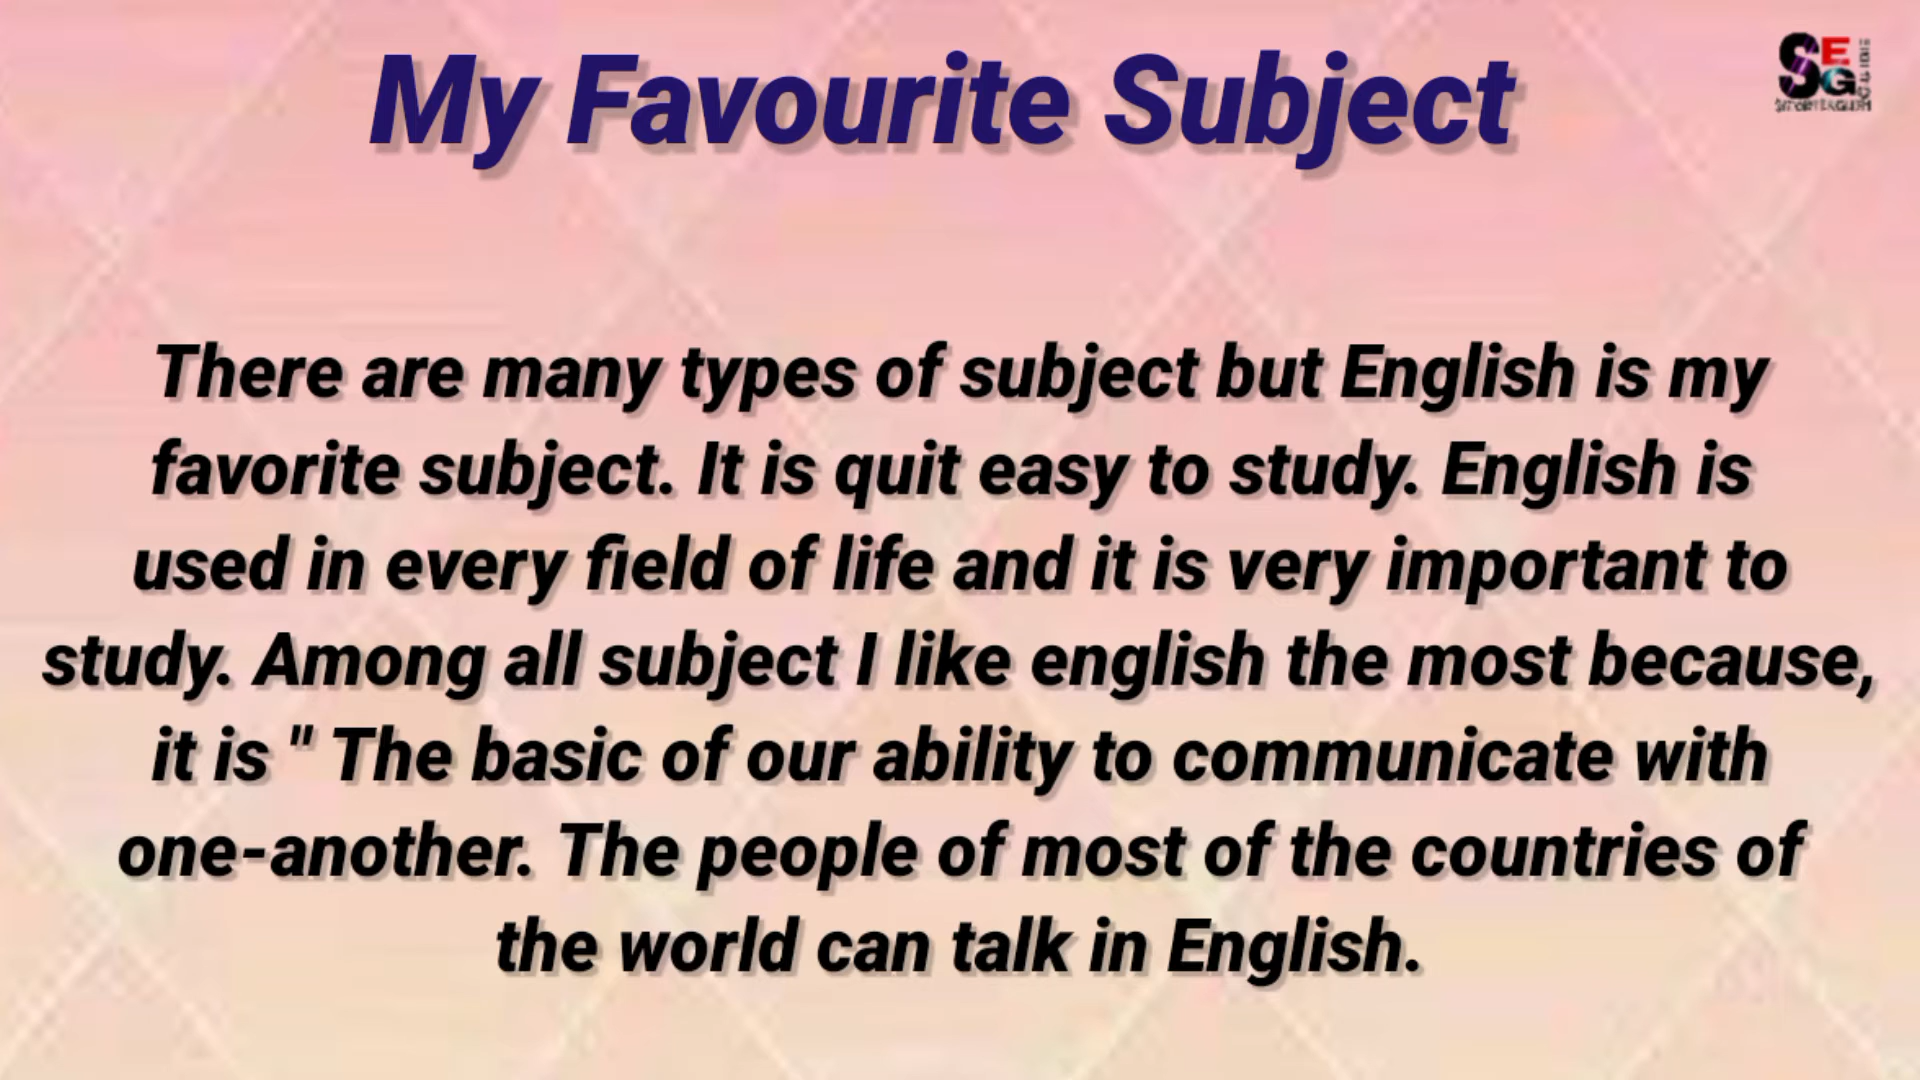 My Favourite Subject
SEG
There are many types of subject but English is my
favorite subject. It is quit easy to study. English is
used in every field of life and it is very important to
study. Among all subject I like english the most because,
it is " The basic of our ability to communicate with
one-another. The people of most of the countries of
the world can talk in English.